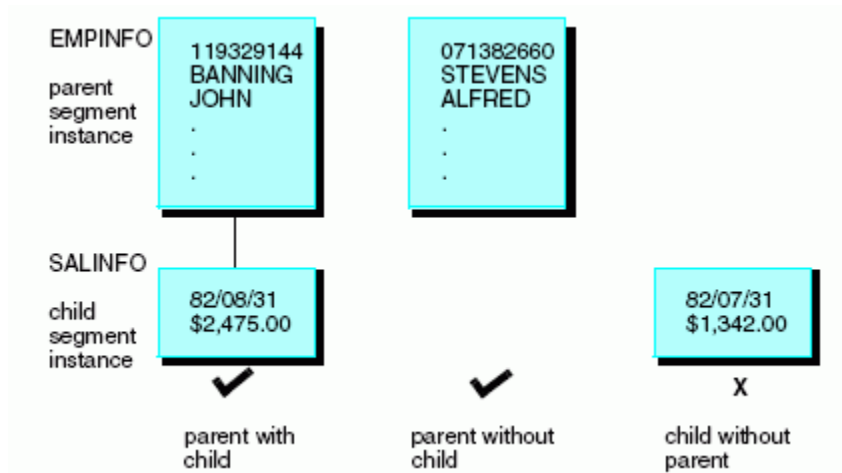 EMPINFO
parent
segment
instance
119329144
BANNING
JOHN
.
.
.
071382660
STEVENS
ALFRED
.
.
.
SALINFO
child
segment
instance
82/08/31
$2,475.00
82/07/31
$1,342.00
X
parent with
child
parent without
child
child without
parent